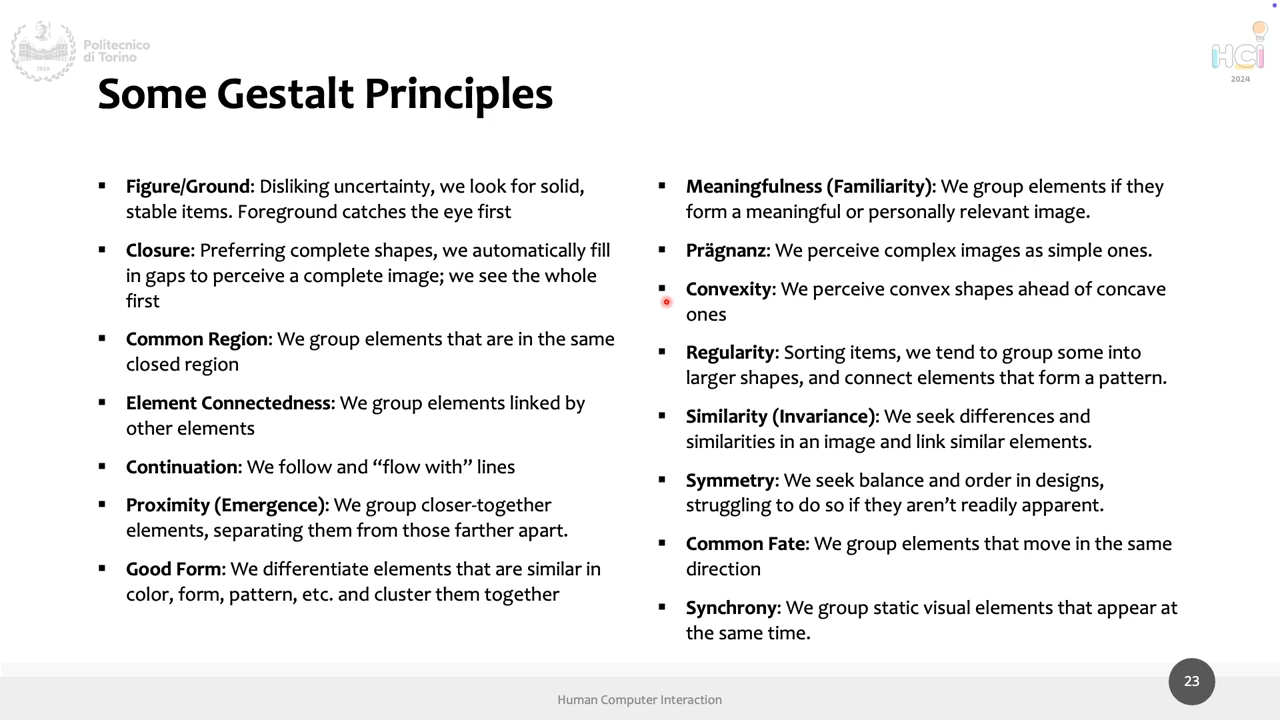 Politecnico
di Torino
1859
HCI
2024
Some Gestalt Principles
▪ Figure/Ground: Disliking uncertainty, we look for solid,
stable items. Foreground catches the eye first
▪ Closure: Preferring complete shapes, we automatically fill
in gaps to perceive a complete image; we see the whole
first
▪ Common Region: We group elements that are in the same
closed region
▪ Element Connectedness: We group elements linked by
other elements
▪ Continuation: We follow and “flow with” lines
▪ Proximity (Emergence): We group closer-together
elements, separating them from those farther apart.
▪ Good Form: We differentiate elements that are similar in
color, form, pattern, etc. and cluster them together
▪ Meaningfulness (Familiarity): We group elements if they
form a meaningful or personally relevant image.
▪ Prägnanz: We perceive complex images as simple ones.
▪ Convexity: We perceive convex shapes ahead of concave
ones
▪ Regularity: Sorting items, we tend to group some into
larger shapes, and connect elements that form a pattern.
▪ Similarity (Invariance): We seek differences and
similarities in an image and link similar elements.
▪ Symmetry: We seek balance and order in designs,
struggling to do so if they aren’t readily apparent.
▪ Common Fate: We group elements that move in the same
direction
▪ Synchrony: We group static visual elements that appear at
the same time.
Human Computer Interaction
23